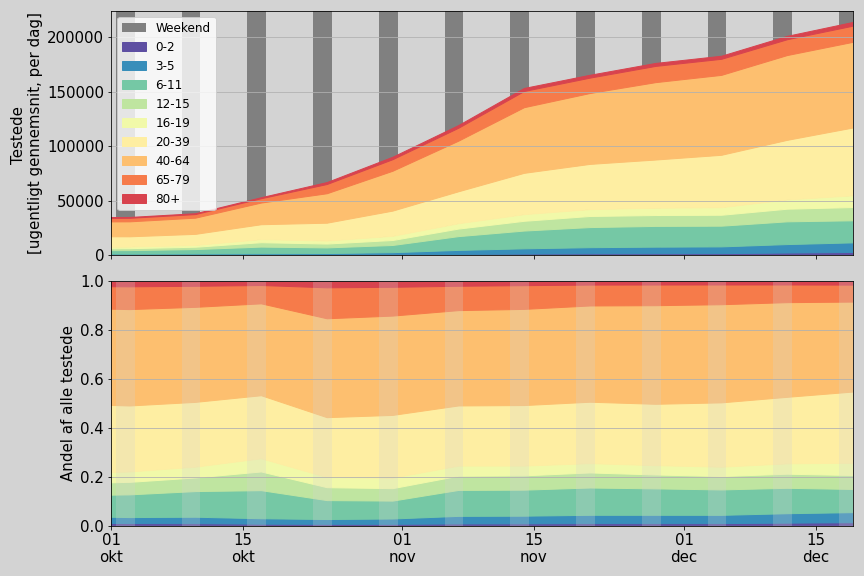 Testede
[ugentligt gennemsnit, per dag]
200000
150000
100000
50000
0
Weekend
0-2
3-5
6-11
12-15
16-19
20-39
40-64
65-79
80+
Andel af alle testede
1.0
0.8
0.6
0.4
0.2
0.0
01
okt
15
okt
01
nov
15
nov
01
dec
15
dec